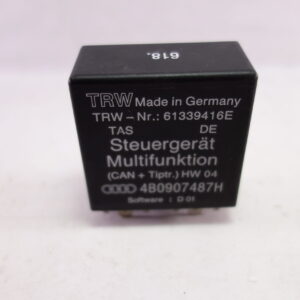 618.
TRW Made in Germany
TRW - Nr.: 61339416E
TAS DE
Steuergerät
Multifunktion
(CAN + Tiptr.) HW 04
4B0907487H
Software : D 01